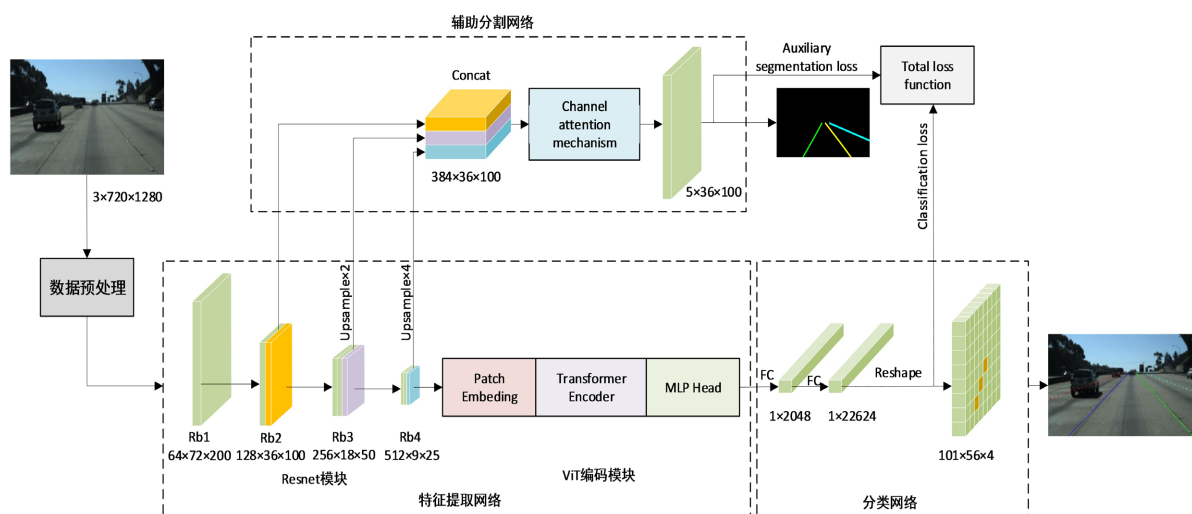 辅助分割网络
Concat
384×36×100
Channel
attention
mechanism
5×36×100
Auxiliary
segmentation loss
Total loss
function
Classification loss
3×720×1280
数据预处理
Upsample×2
Upsample×4
Rb1
64×72×200
Rb2
128×36×100
Rb3
256×18×50
Rb4
512×9×25
Resnet模块
Patch
Embeding
Transformer
Encoder
MLP Head
ViT编码模块
特征提取网络
FC
FC
1×2048
1×22624
Reshape
101×56×4
分类网络